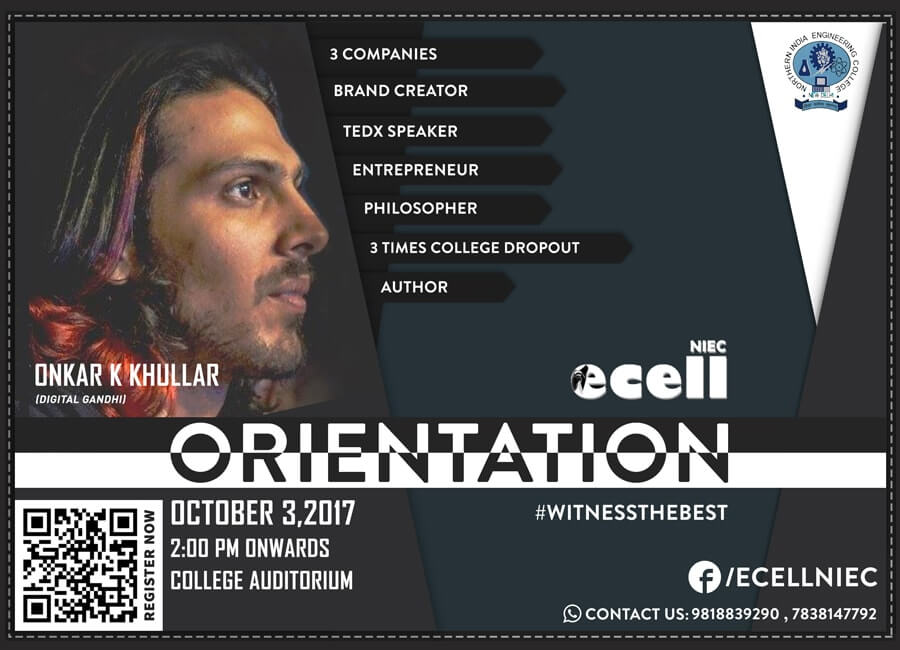 3 COMPANIES
BRAND CREATOR
TEDX SPEAKER
ENTREPRENEUR
PHILOSOPHER
3 TIMES COLLEGE DROPOUT
AUTHOR
NORTHERN INDIA ENGINEERING COLLEGE
NEW DELHI
ONKAR K KHULLAR
(DIGITAL GANDHI)
NIEC
ecell
ORIENTATION
REGISTER NOW
OCTOBER 3,2017
2:00 PM ONWARDS
COLLEGE AUDITORIUM
#WITNESSTHEBEST
/ECELLNIEC
CONTACT US: 9818839290 , 7838147792